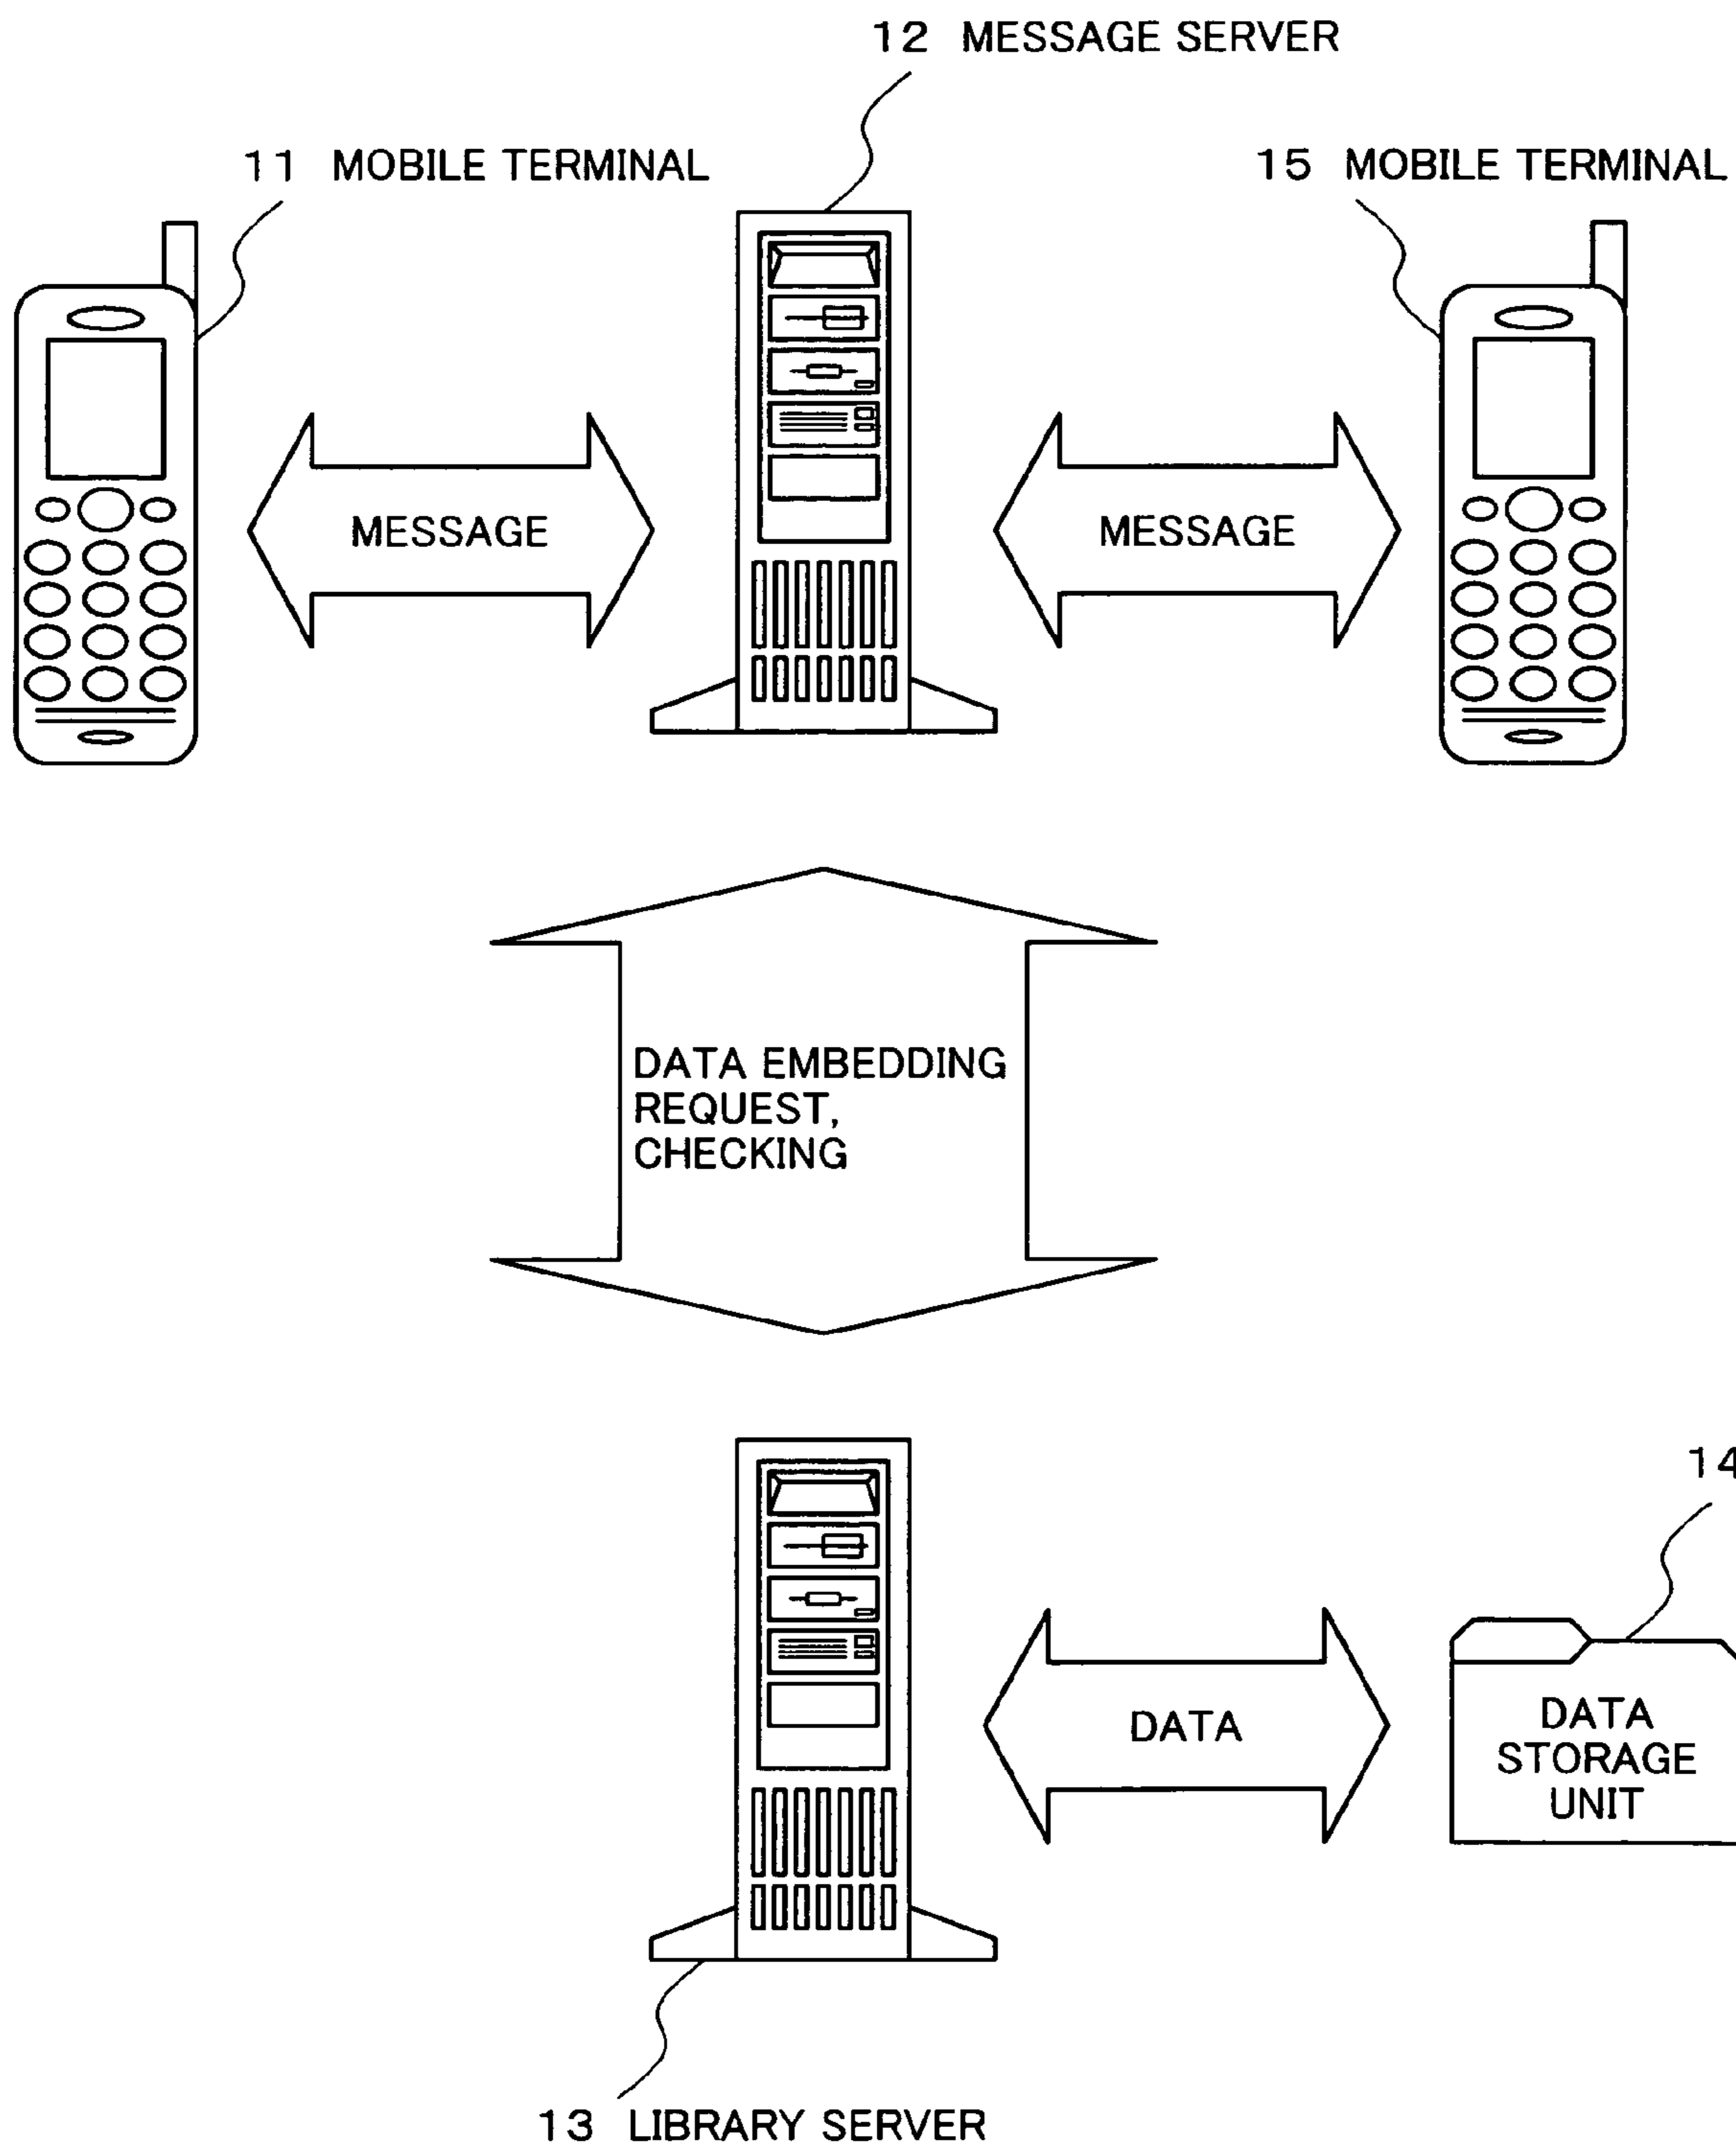 12 MESSAGE SERVER
11 MOBILE TERMINAL
15 MOBILE TERMINAL
MESSAGE
MESSAGE
DATA EMBEDDING
REQUEST,
CHECKING
14
DATA
DATA
STORAGE
UNIT
13 LIBRARY SERVER